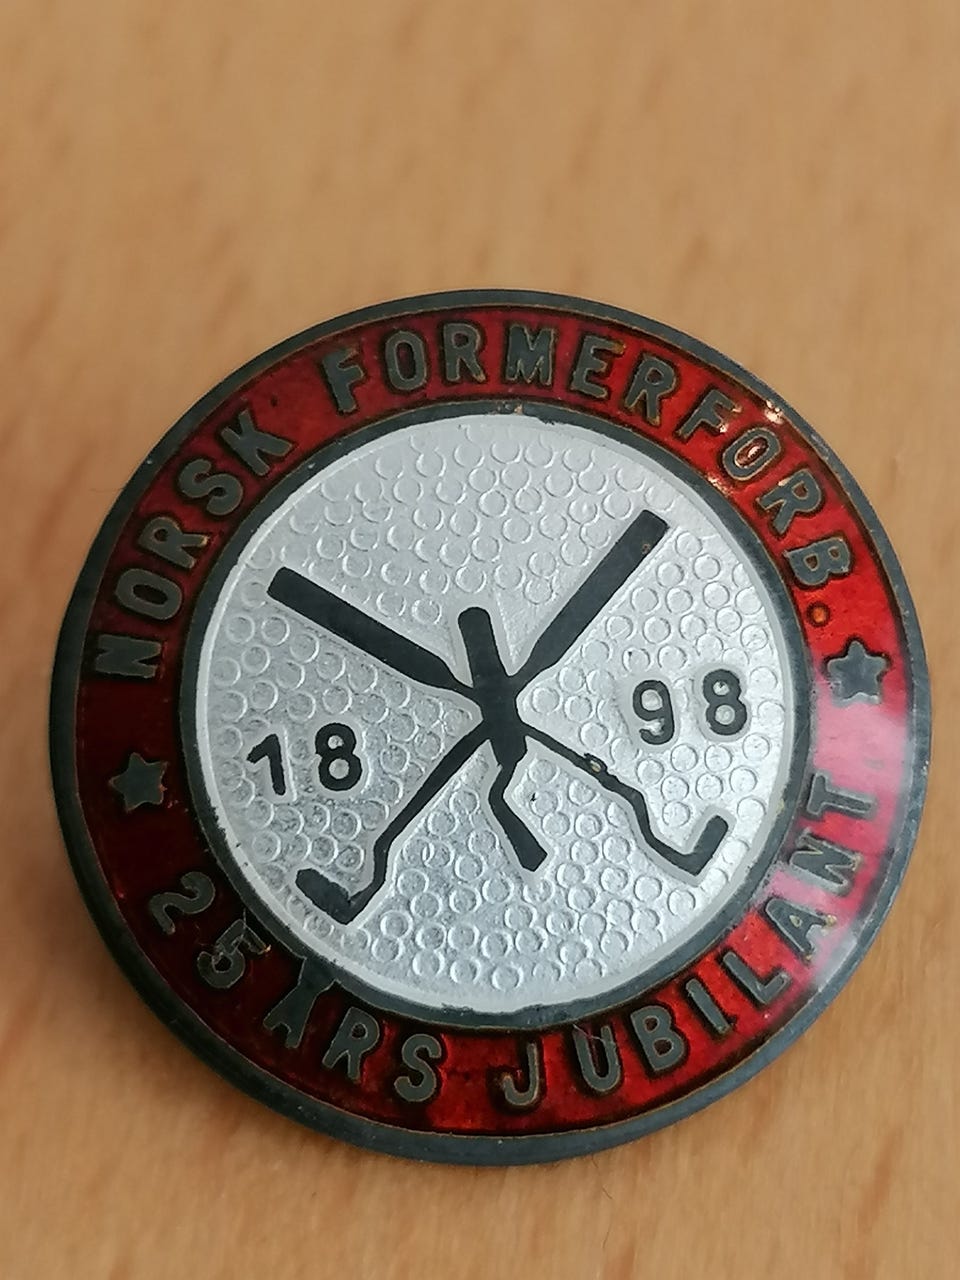 NORSK FORMERFORB.
18 98
25 ÅRS JUBILANT